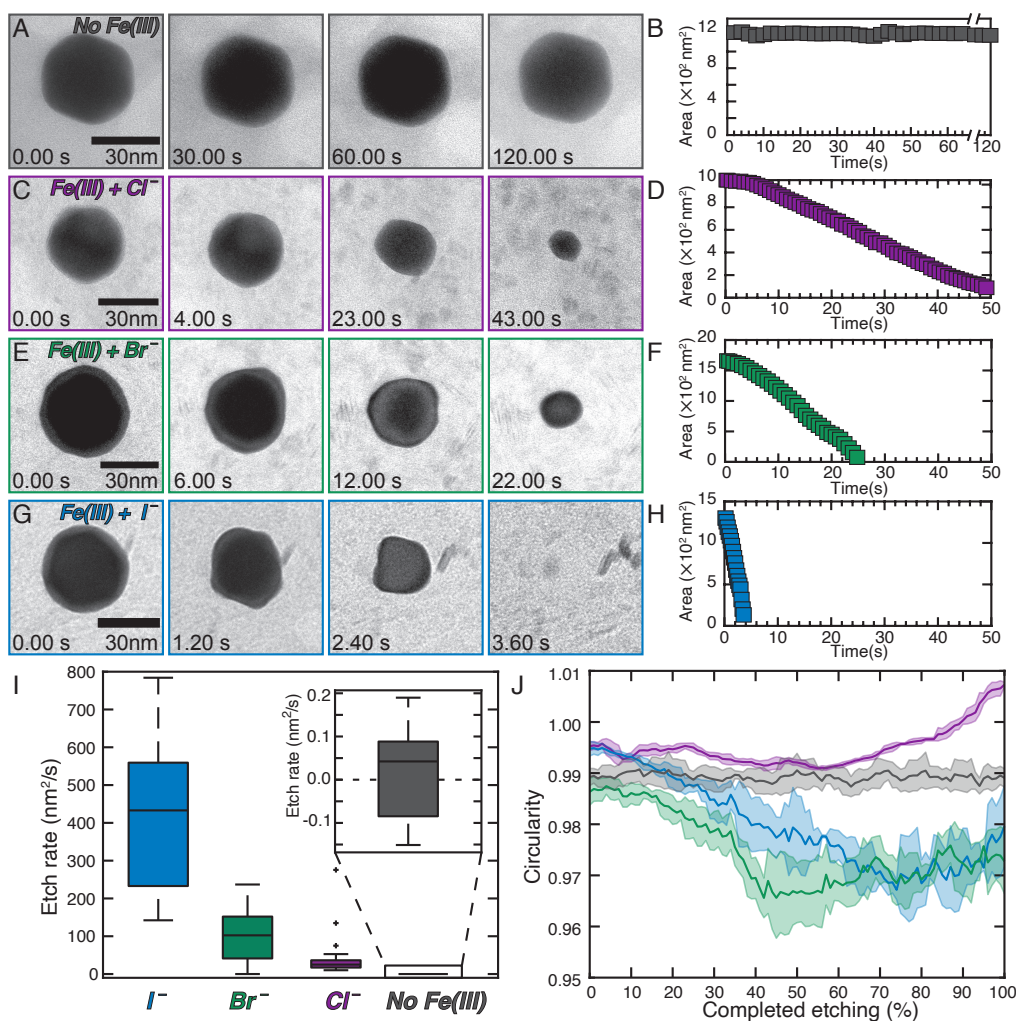 A
No Fe(III)
30nm
0.00 s
30.00 s
60.00 s
120.00 s
B
Area (×10² nm²)
12
8
4
0
0 10 20 30 40 50 60 120
Time(s)
C
Fe(III) + Cl⁻
30nm
0.00 s
4.00 s
23.00 s
43.00 s
D
Area (×10² nm²)
10
8
6
4
2
0
0 10 20 30 40 50
Time(s)
E
Fe(III) + Br⁻
30nm
0.00 s
6.00 s
12.00 s
22.00 s
F
Area (×10² nm²)
20
15
10
5
0
0 10 20 30 40 50
Time(s)
G
Fe(III) + I⁻
30nm
0.00 s
1.20 s
2.40 s
3.60 s
H
Area (×10² nm²)
15
10
5
0
0 10 20 30 40 50
Time(s)
I
Etch rate (nm²/s)
800
700
600
500
400
300
200
100
0
I⁻ Br⁻ Cl⁻ No Fe(III)
Etch rate (nm²/s)
0.2
0.1
0.0
-0.1
J
Circularity
1.01
1.00
0.99
0.98
0.97
0.96
0.95
0 10 20 30 40 50 60 70 80 90 100
Completed etching (%)